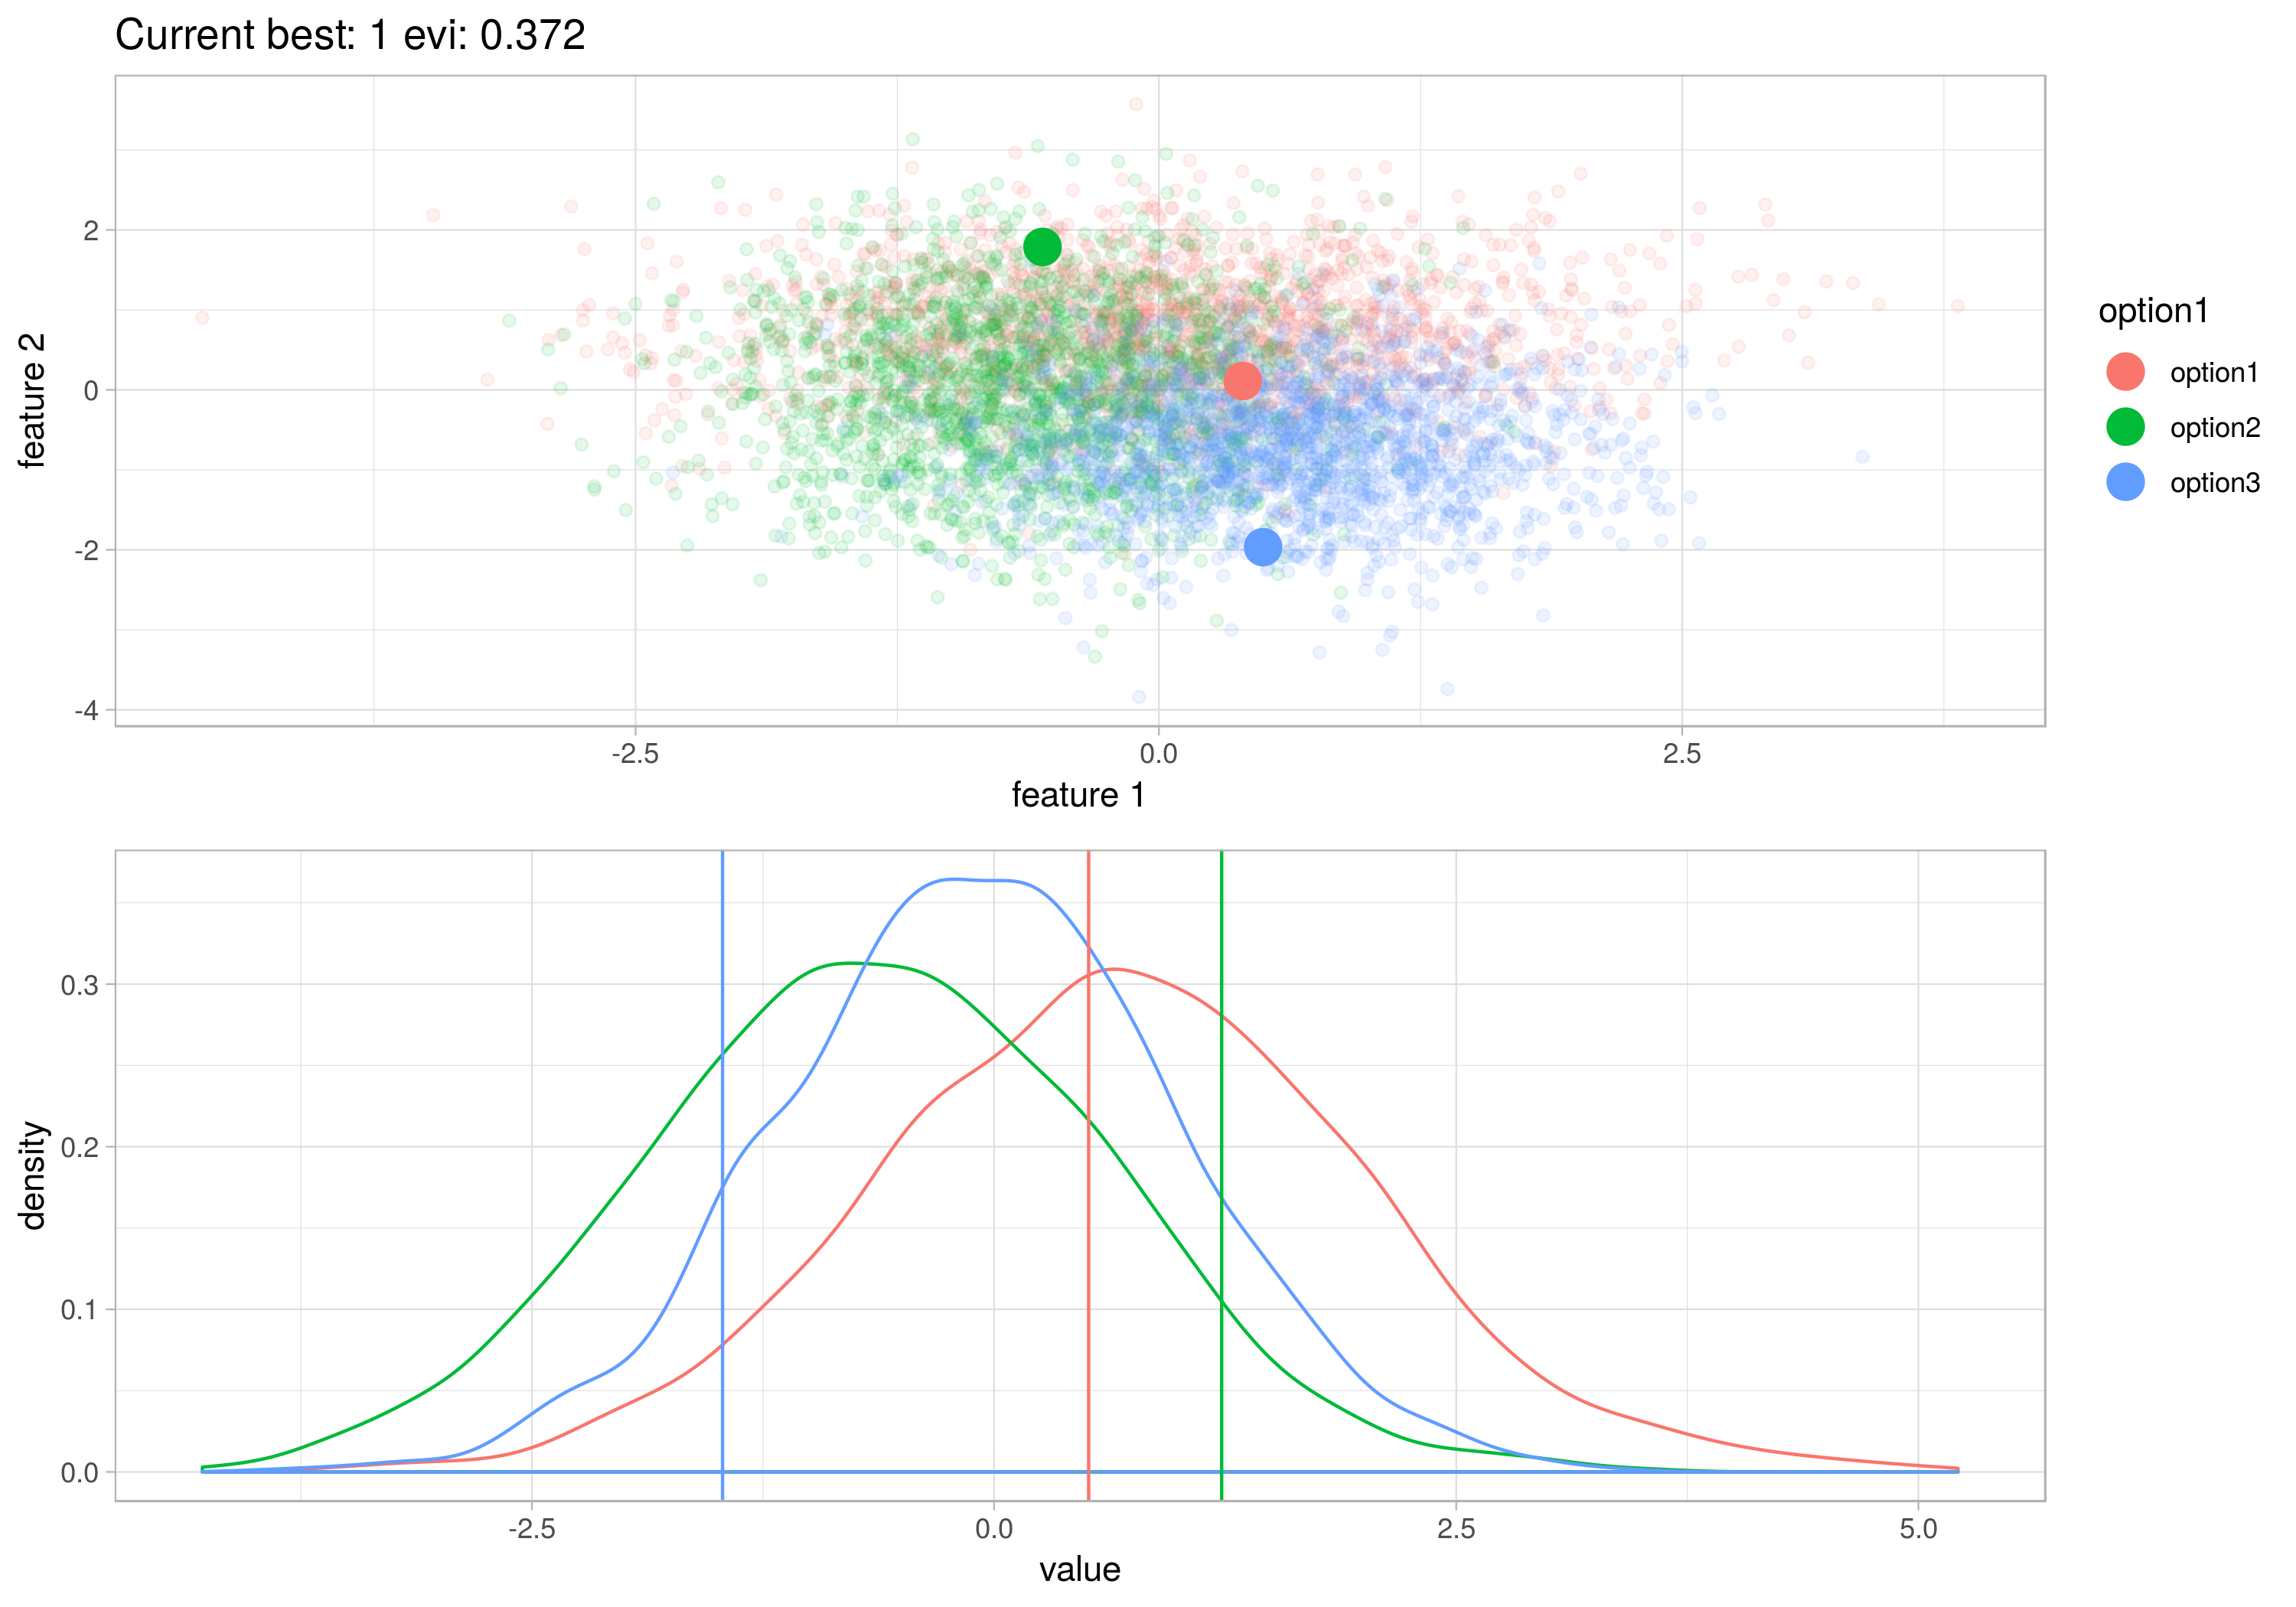 Current best: 1 evi: 0.372
feature 2
2
0
-2
-4
-2.5 0.0 2.5
feature 1
option1
option1
option2
option3
density
0.3
0.2
0.1
0.0
-2.5 0.0 2.5 5.0
value